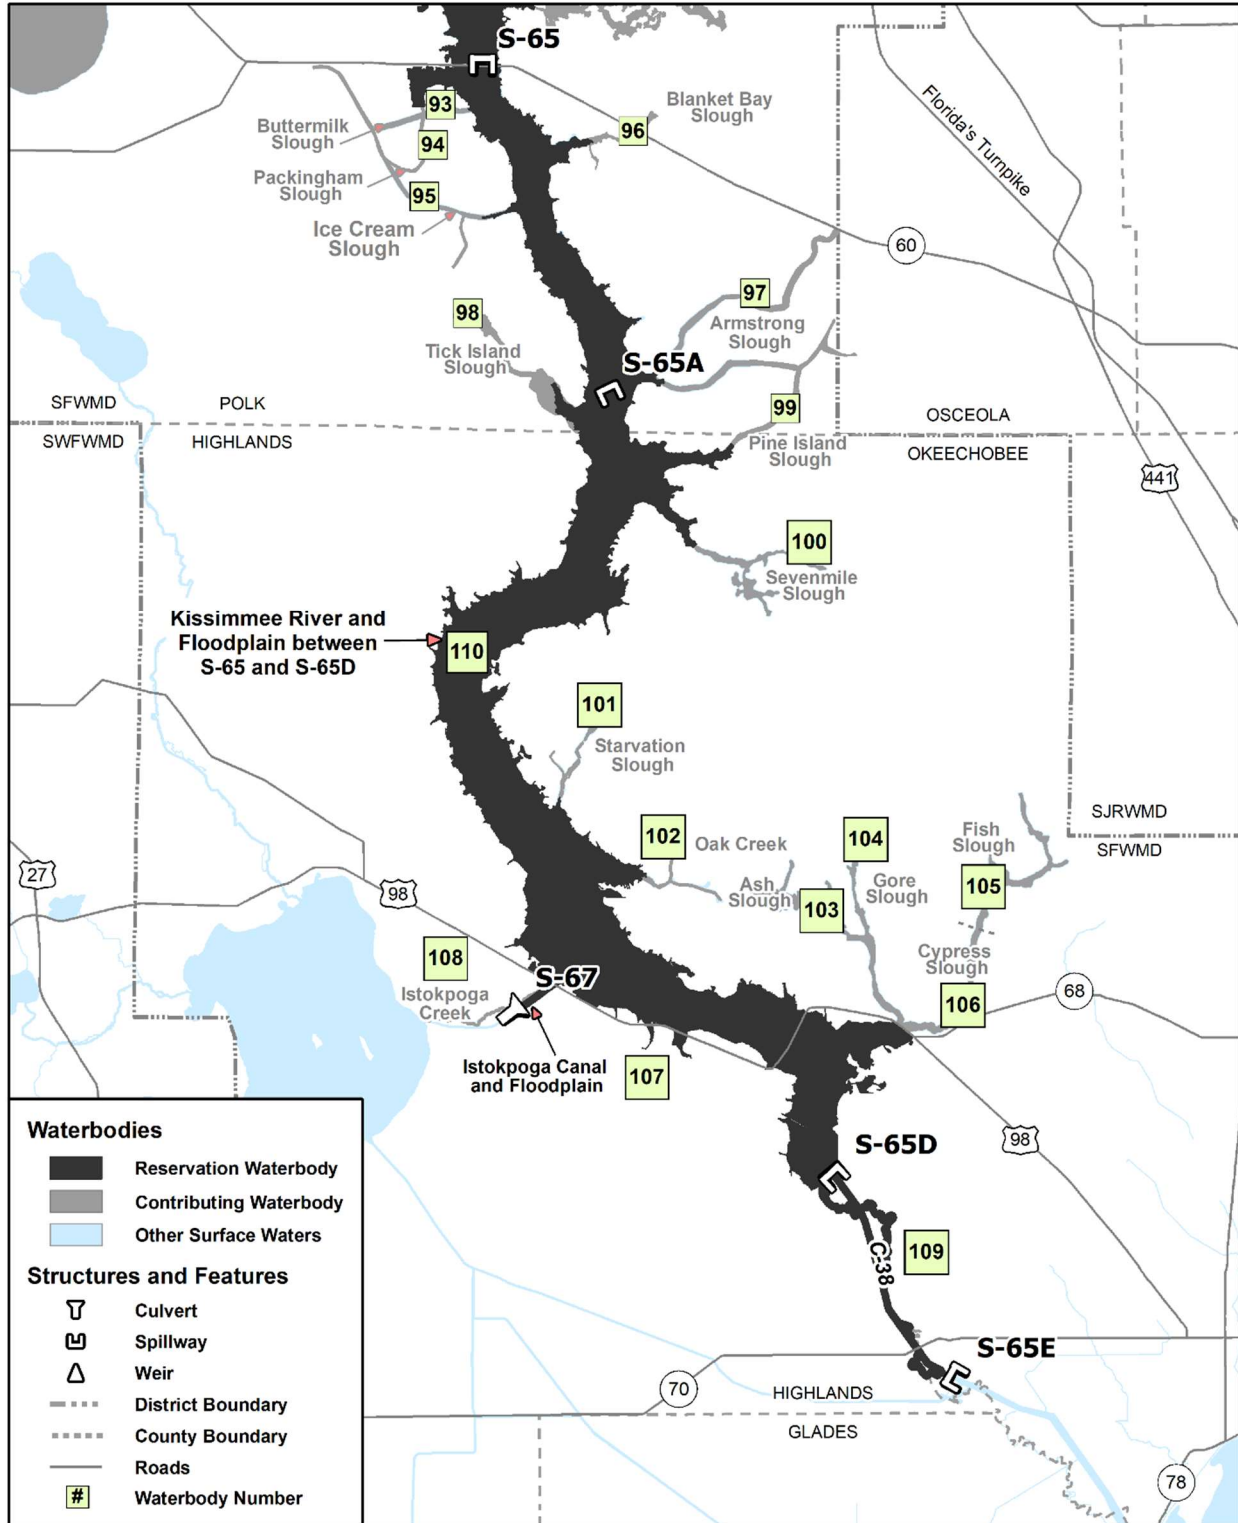 S-65
93
Blanket Bay
Slough
96
Buttermilk
Slough
94
Packingham
Slough
95
Ice Cream
Slough
Florida's Turnpike
60
97
Armstrong
Slough
98
Tick Island
Slough
S-65A
99
Pine Island
Slough
SFWMD
POLK
SWFWMD
HIGHLANDS
OSCEOLA
OKEECHOBEE
441
100
Sevenmile
Slough
Kissimmee River and
Floodplain between
S-65 and S-65D
110
101
Starvation
Slough
102
Oak Creek
104
Gore
Slough
Ash
Slough
103
Fish
Slough
105
SJRWMD
SFWMD
27
98
108
Istokpoga
Creek
S-67
Cypress
Slough
106
68
Istokpoga Canal
and Floodplain
107
98
S-65D
109
C-38
S-65E
70
HIGHLANDS
GLADES
78
Waterbodies
Reservation Waterbody
Contributing Waterbody
Other Surface Waters
Structures and Features
Culvert
Spillway
Weir
District Boundary
County Boundary
Roads
# Waterbody Number